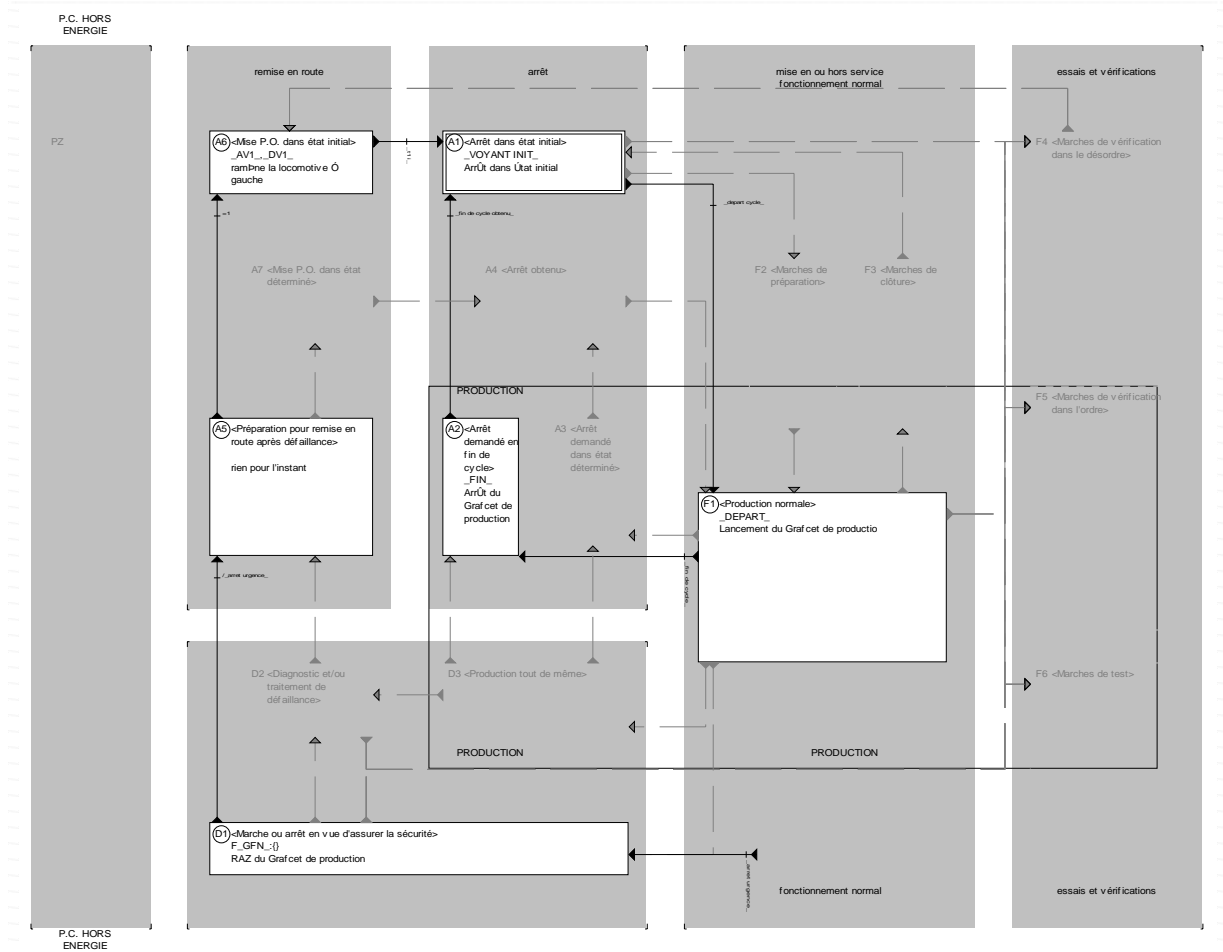 P.C. HORS
ENERGIE
remise en route
arrêt
mise en ou hors service
fonctionnement normal
essais et vérifications
PZ
A6 <Mise P.O. dans état initial>
_AV1_,_DV1_
ramÞne la locomotive Ó
gauche
A1 <Arrêt dans état initial>
_VOYANT INIT_
ArrÛt dans Útat initial
F4 <Marches de vérification
dans le désordre>
=1
_fin de cycle obtenu_
_depart cycle_
A7 <Mise P.O. dans état
déterminé>
A4 <Arrêt obtenu>
F2 <Marches de
préparation>
F3 <Marches de
clôture>
PRODUCTION
F5 <Marches de vérification
dans l'ordre>
A5 <Préparation pour remise en
route après défaillance>
rien pour l'instant
A2 <Arrêt
demandé en
fin de
cycle>
_FIN_
ArrÛt du
Grafcet de
production
A3 <Arrêt
demandé
dans état
déterminé>
F1 <Production normale>
_DEPART_
Lancement du Grafcet de productio
_fin de cycle_
/_arret urgence_
D2 <Diagnostic et/ou
traitement de
défaillance>
D3 <Production tout de même>
F6 <Marches de test>
PRODUCTION
PRODUCTION
D1 <Marche ou arrêt en vue d'assurer la sécurité>
F_GFN_:{}
RAZ du Grafcet de production
_arret urgence_
fonctionnement normal
essais et vérifications
P.C. HORS
ENERGIE